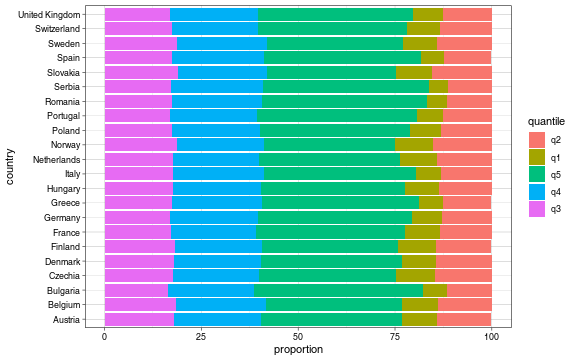 United Kingdom
Switzerland
Sweden
Spain
Slovakia
Serbia
Romania
Portugal
Poland
Norway
Netherlands
Italy
Hungary
Greece
Germany
France
Finland
Denmark
Czechia
Bulgaria
Belgium
Austria
country
0 25 50 75 100
proportion
quantile
q2
q1
q5
q4
q3